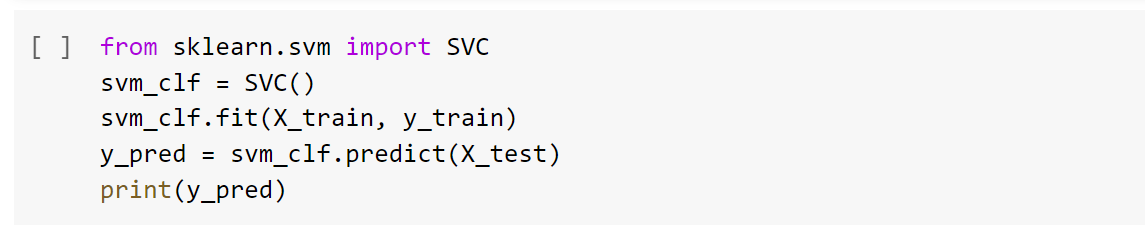 [ ] from sklearn.svm import SVC
svm_clf = SVC()
svm_clf.fit(X_train, y_train)
y_pred = svm_clf.predict(X_test)
print(y_pred)